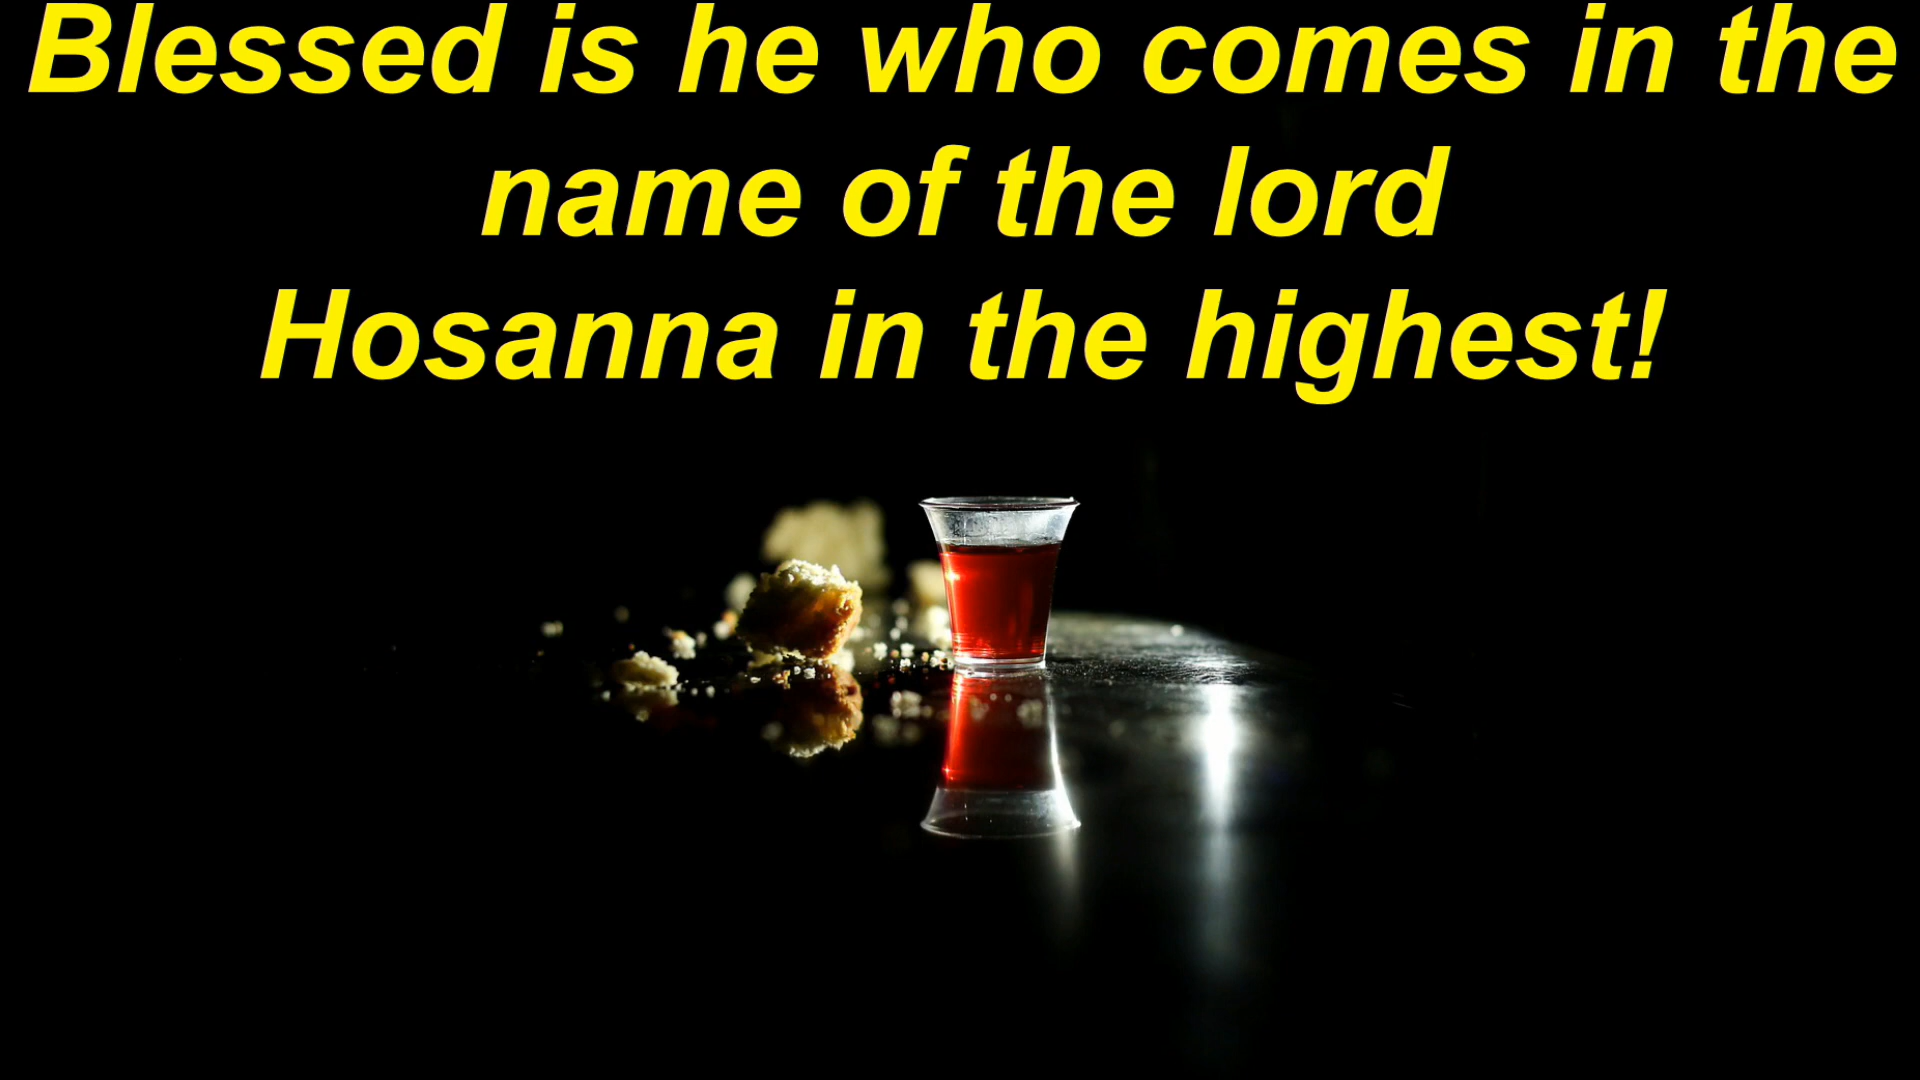 Blessed is he who comes in the
name of the lord
Hosanna in the highest!